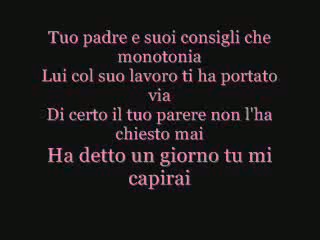 Tuo padre e suoi consigli che
monotonia
Lui col suo lavoro ti ha portato
via
Di certo il tuo parere non l'ha
chiesto mai
Ha detto un giorno tu mi
capirai